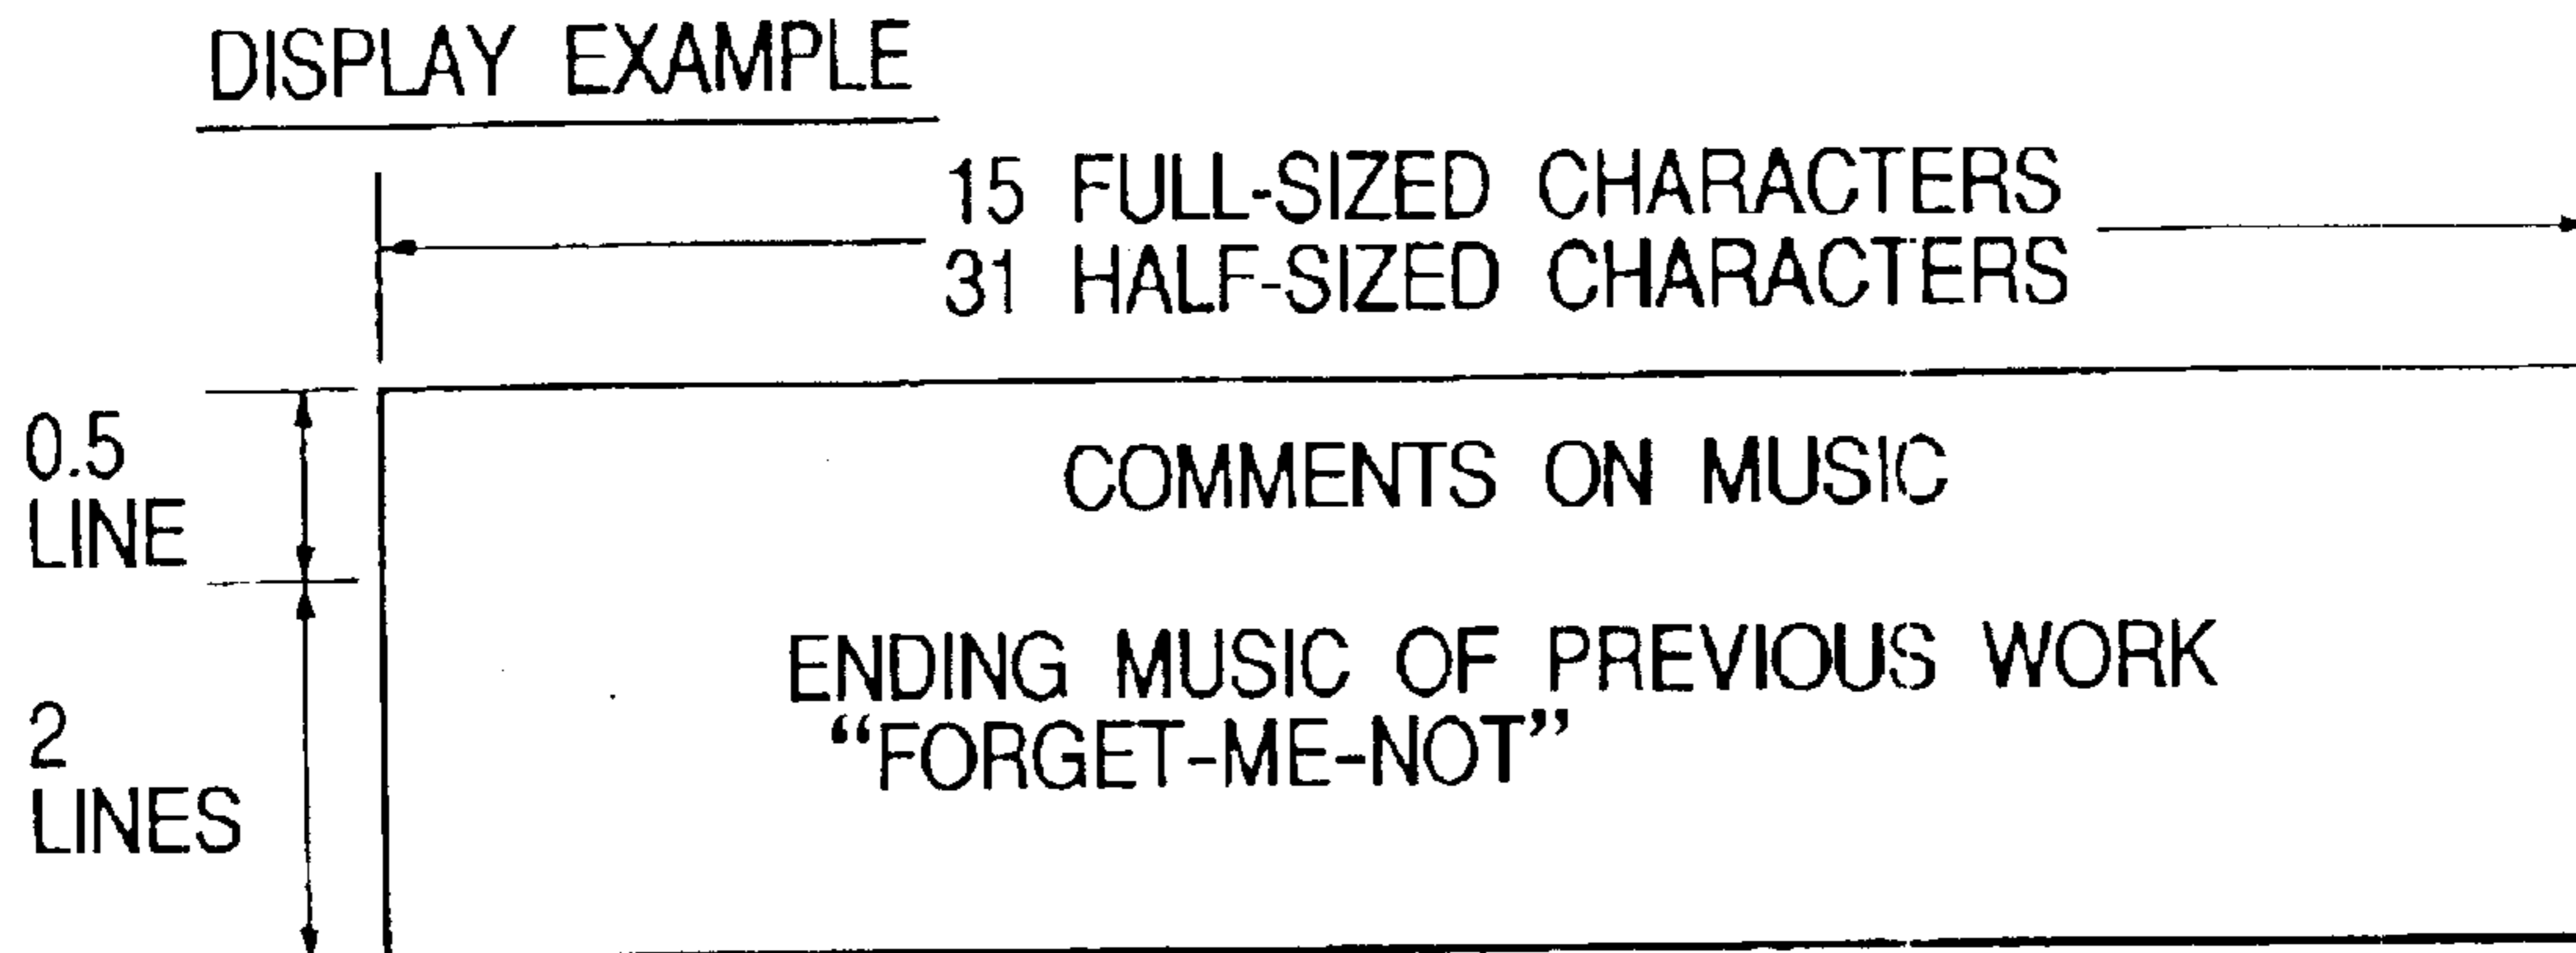 DISPLAY EXAMPLE
15 FULL-SIZED CHARACTERS
31 HALF-SIZED CHARACTERS
0.5
LINE
COMMENTS ON MUSIC
2
LINES
ENDING MUSIC OF PREVIOUS WORK
“FORGET-ME-NOT”